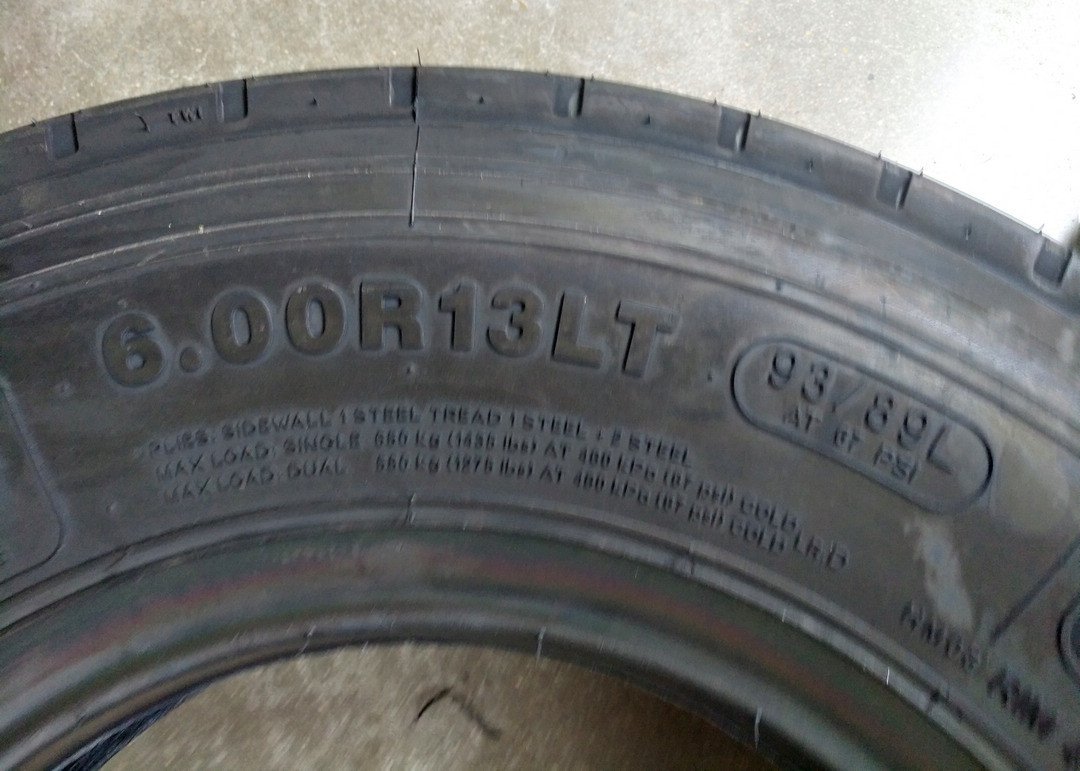 TWI
6.00R13LT
93/89L
AT 67 PSI
PLIES: SIDEWALL 1 STEEL TREAD 1 STEEL + 2 STEEL
MAX LOAD: SINGLE 650 kg (1435 lbs) AT 460 kPa (67 psi) COLD, LR:D
MAX LOAD: DUAL 580 kg (1275 lbs) AT 460 kPa (67 psi) COLD